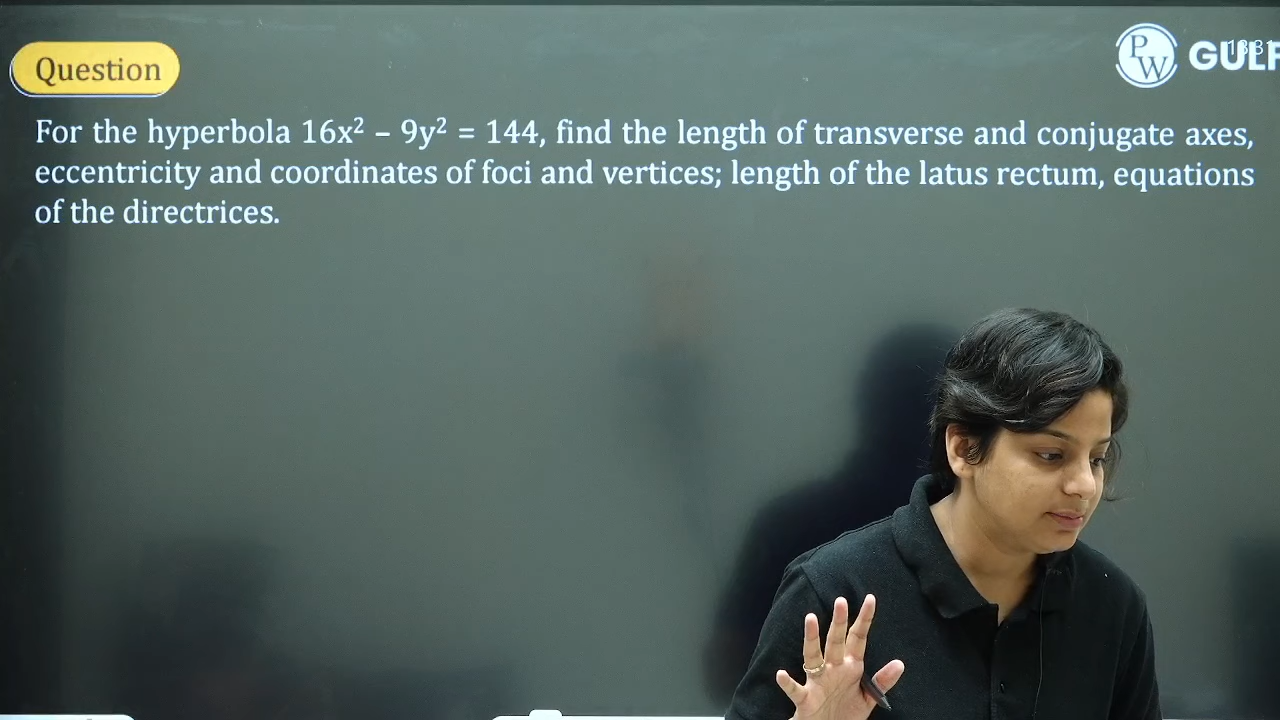 Question
PW
GULF
For the hyperbola 16x² – 9y² = 144, find the length of transverse and conjugate axes,
eccentricity and coordinates of foci and vertices; length of the latus rectum, equations
of the directrices.